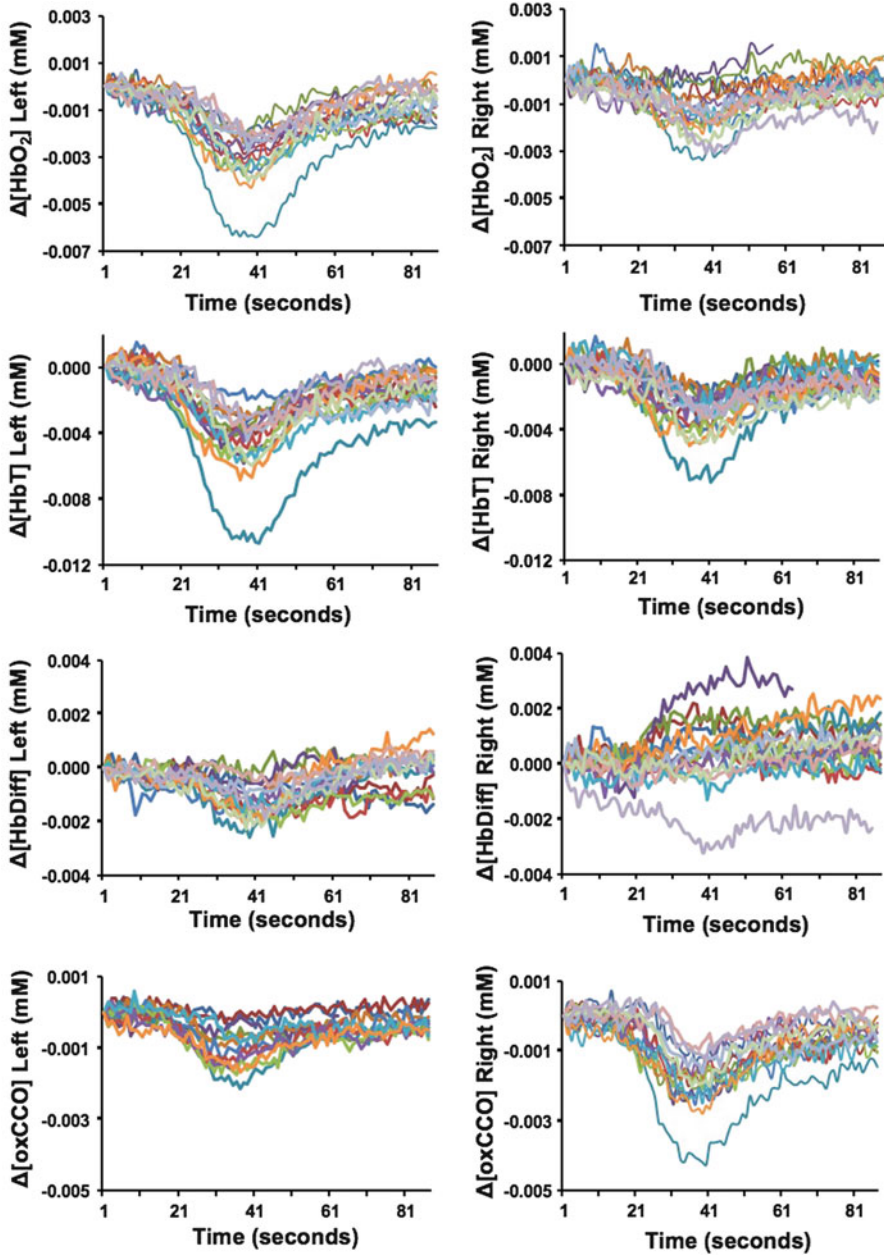 Δ[HbO₂] Left (mM)
0.003
0.001
-0.001
-0.003
-0.005
-0.007
1 21 41 61 81
Time (seconds)
Δ[HbO₂] Right (mM)
0.003
0.001
-0.001
-0.003
-0.005
-0.007
1 21 41 61 81
Time (seconds)
Δ[HbT] Left (mM)
0.000
-0.004
-0.008
-0.012
1 21 41 61 81
Time (seconds)
Δ[HbT] Right (mM)
0.000
-0.004
-0.008
-0.012
1 21 41 61 81
Time (seconds)
Δ[HbDiff] Left (mM)
0.004
0.002
0.000
-0.002
-0.004
1 21 41 61 81
Time (seconds)
Δ[HbDiff] Right (mM)
0.004
0.002
0.000
-0.002
-0.004
1 21 41 61 81
Time (seconds)
Δ[oxCCO] Left (mM)
0.001
-0.001
-0.003
-0.005
1 21 41 61 81
Time (seconds)
Δ[oxCCO] Right (mM)
0.001
-0.001
-0.003
-0.005
1 21 41 61 81
Time (seconds)